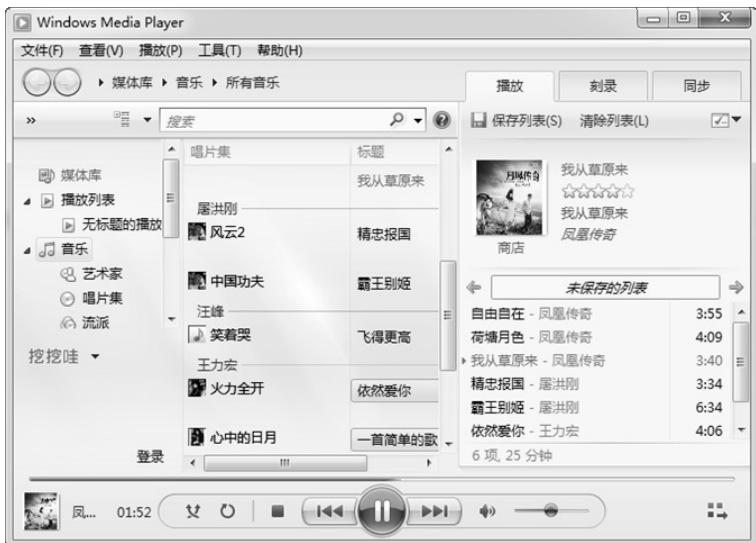 Windows Media Player
文件(F) 查看(V) 播放(P) 工具(T) 帮助(H)
媒体库 音乐 所有音乐
播放 刻录 同步
» 搜索
保存列表(S) 清除列表(L)
媒体库
播放列表
无标题的播放
音乐
艺术家
唱片集
流派
挖挖哇
登录
唱片集 标题
我从草原来
屠洪刚
风云2 精忠报国
中国功夫 霸王别姬
汪峰
笑着哭 飞得更高
王力宏
火力全开 依然爱你
心中的日月 一首简单的歌
月凰传奇
商店
我从草原来
我从草原来
凤凰传奇
未保存的列表
自由自在 - 凤凰传奇 3:55
荷塘月色 - 凤凰传奇 4:09
我从草原来 - 凤凰传奇 3:40
精忠报国 - 屠洪刚 3:34
霸王别姬 - 屠洪刚 6:34
依然爱你 - 王力宏 4:06
6 项, 25 分钟
凤... 01:52